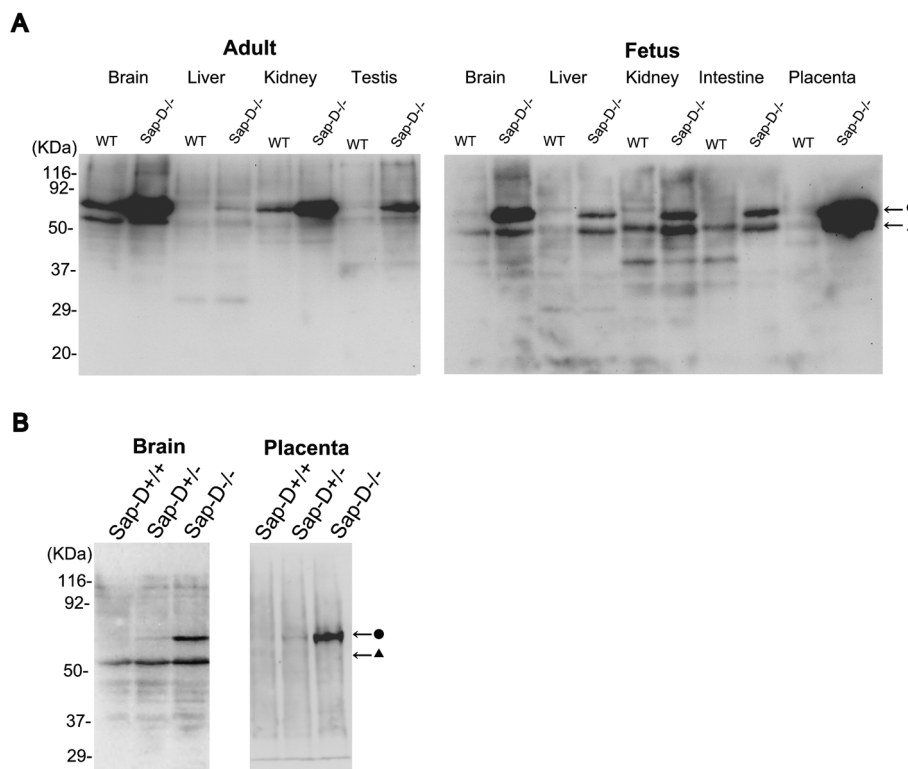 A
Adult
Fetus
Brain Liver Kidney Testis
Brain Liver Kidney Intestine Placenta
WT Sap-D-/- WT Sap-D-/- WT Sap-D-/- WT Sap-D-/-
WT Sap-D-/- WT Sap-D-/- WT Sap-D-/- WT Sap-D-/- WT Sap-D-/-
(KDa)
116-
92-
50-
37-
29-
20-
B
Brain
Placenta
Sap-D+/+ Sap-D+/- Sap-D-/-
Sap-D+/+ Sap-D+/- Sap-D-/-
(KDa)
116-
92-
50-
37-
29-